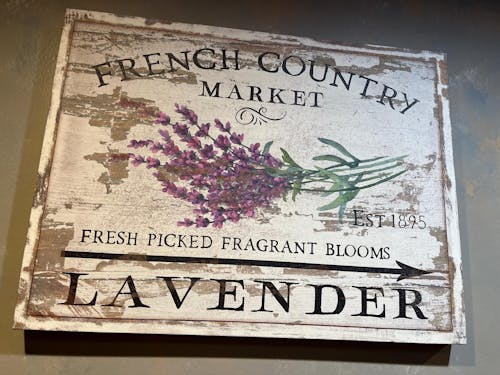 FRENCH COUNTRY
MARKET
EST 1895
FRESH PICKED FRAGRANT BLOOMS
LAVENDER